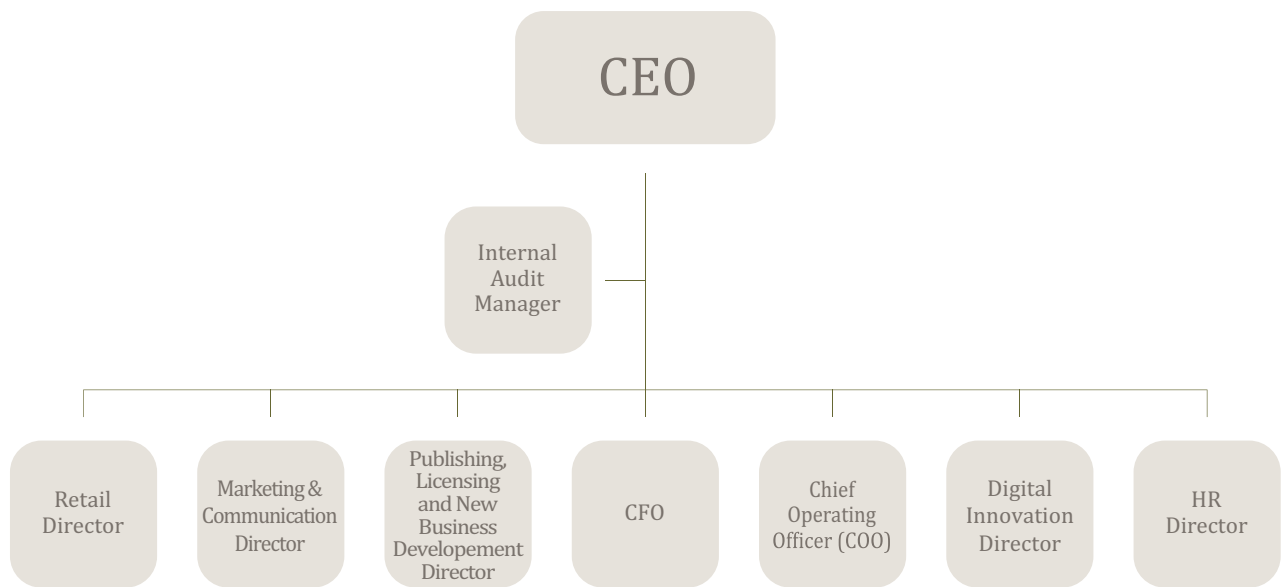 CEO
Internal
Audit
Manager
Retail
Director
Marketing &
Communication
Director
Publishing,
Licensing
and New
Business
Developement
Director
CFO
Chief
Operating
Officer (COO)
Digital
Innovation
Director
HR
Director